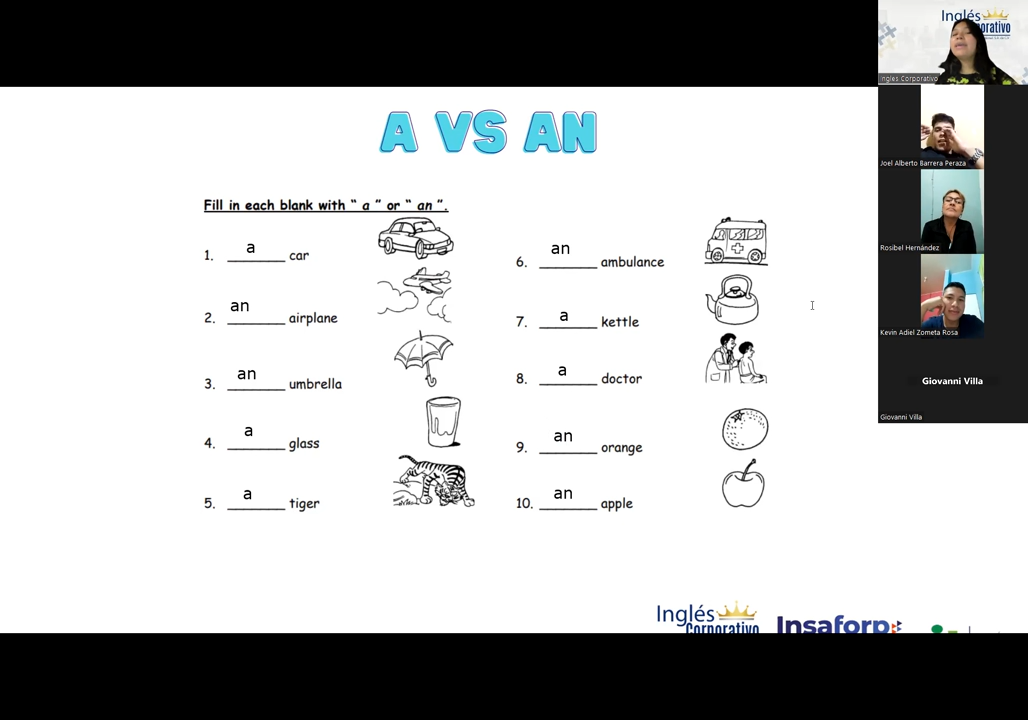 A VS AN
Fill in each blank with “ a ” or “ an ”.
1. a car
2. an airplane
3. an umbrella
4. a glass
5. a tiger
6. an ambulance
7. a kettle
8. a doctor
9. an orange
10. an apple
Inglés
Corporativo
Insaforp
Inglés
orativo
Ingles Corporativo
Joel Alberto Barrera Peraza
Rosibel Hernández
Kevin Adiel Zometa Rosa
Giovanni Villa
Giovanni Villa